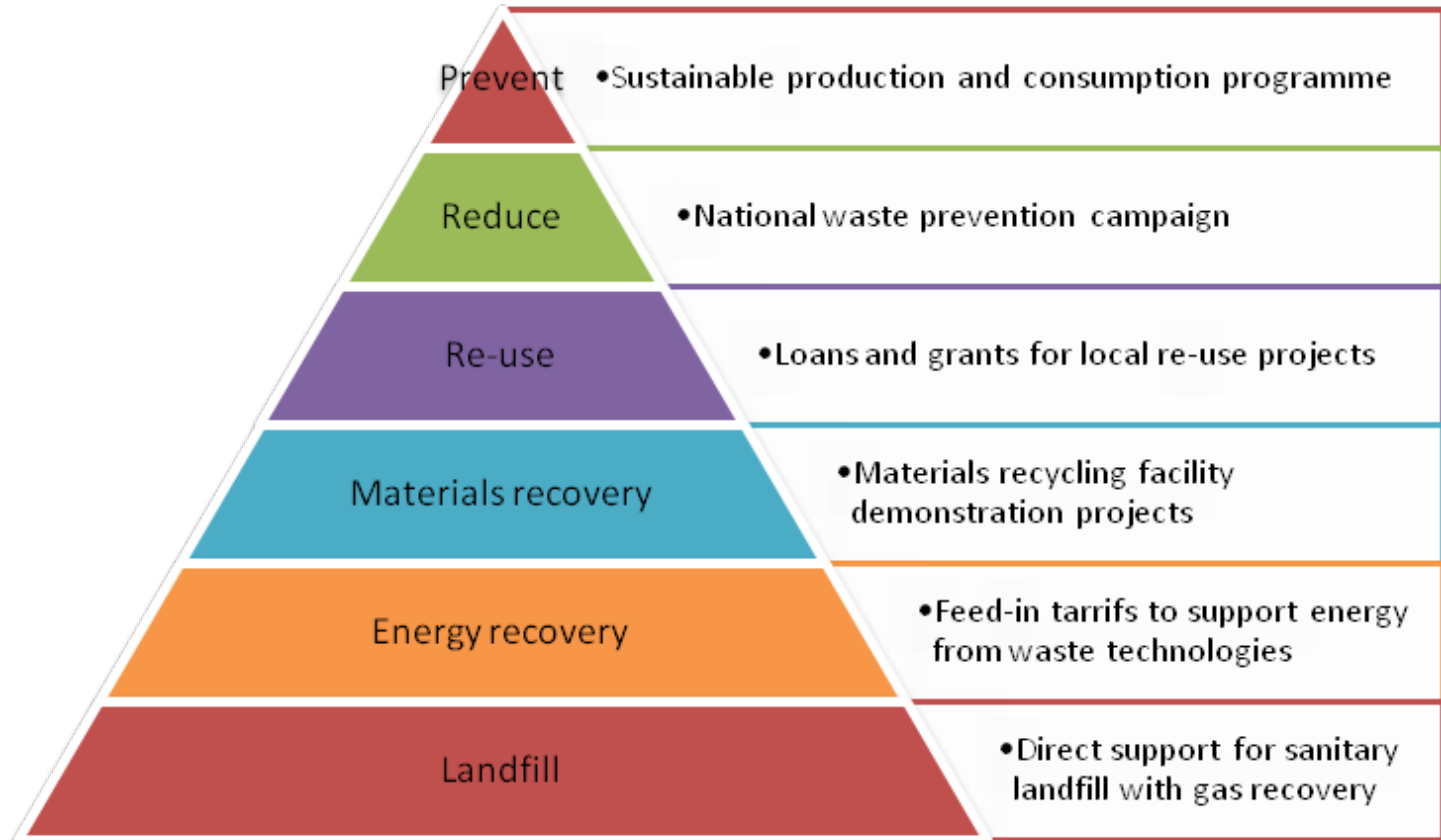 Prevent
•Sustainable production and consumption programme
Reduce
•National waste prevention campaign
Re-use
•Loans and grants for local re-use projects
Materials recovery
•Materials recycling facility
demonstration projects
Energy recovery
•Feed-in tarrifs to support energy
from waste technologies
Landfill
•Direct support for sanitary
landfill with gas recovery